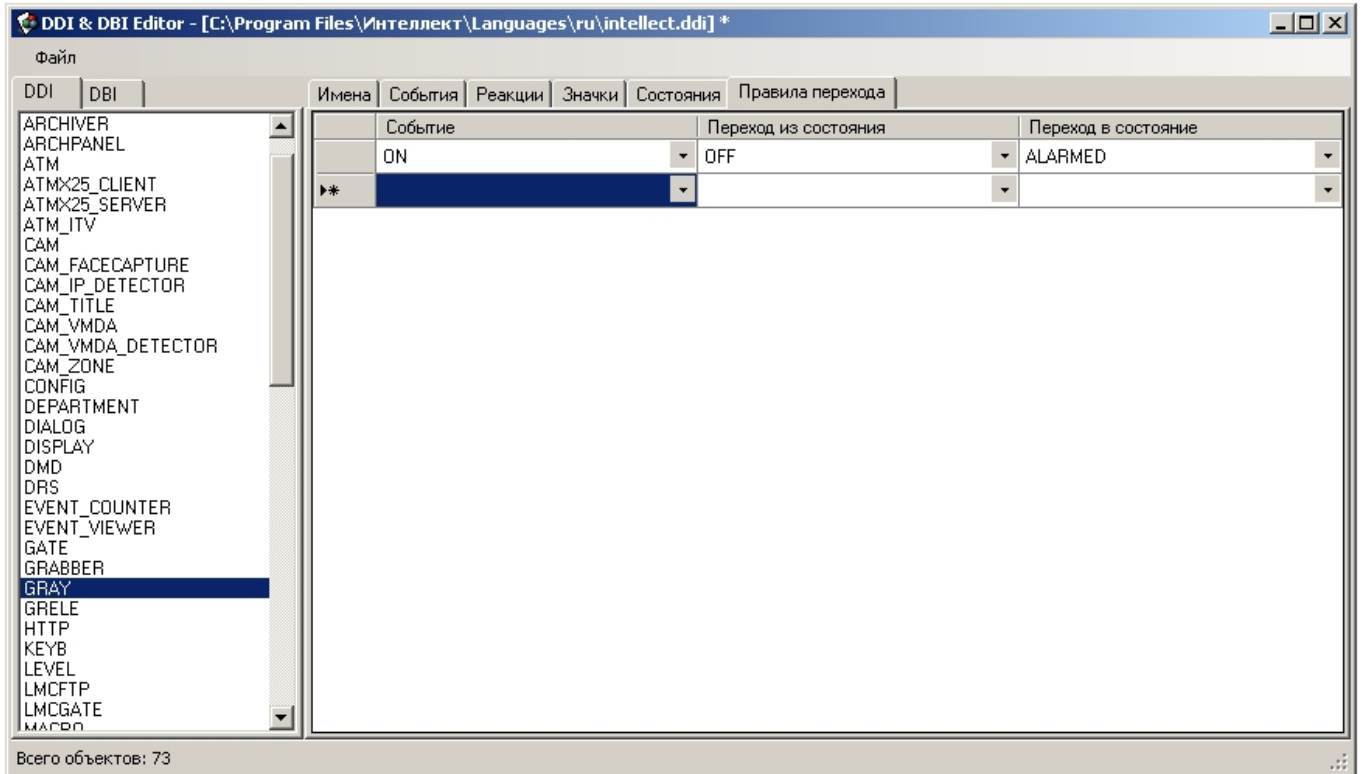 DDI & DBI Editor - [C:\Program Files\Интеллект\Languages\ru\intellect.ddi] *
Файл
DDI DBI
Имена События Реакции Значки Состояния Правила перехода
ARCHIVER
ARCHPANEL
ATM
ATMX25_CLIENT
ATMX25_SERVER
ATM_ITV
CAM
CAM_FACECAPTURE
CAM_IP_DETECTOR
CAM_TITLE
CAM_VMDA
CAM_VMDA_DETECTOR
CAM_ZONE
CONFIG
DEPARTMENT
DIALOG
DISPLAY
DMD
DRS
EVENT_COUNTER
EVENT_VIEWER
GATE
GRABBER
GRAY
GRELE
HTTP
KEYB
LEVEL
LMCFTP
LMCGATE
MACRO
Событие Переход из состояния Переход в состояние
ON OFF ALARMED
Всего объектов: 73